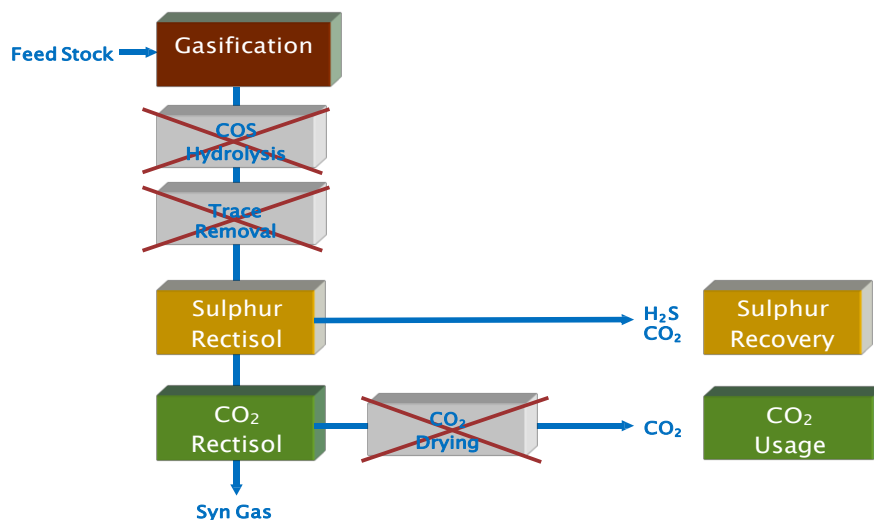 Gasification
Feed Stock
COS
Hydrolysis
Trace
Removal
Sulphur
Rectisol
H₂S
CO₂
Sulphur
Recovery
CO₂
Rectisol
CO₂
Drying
CO₂
CO₂
Usage
Syn Gas